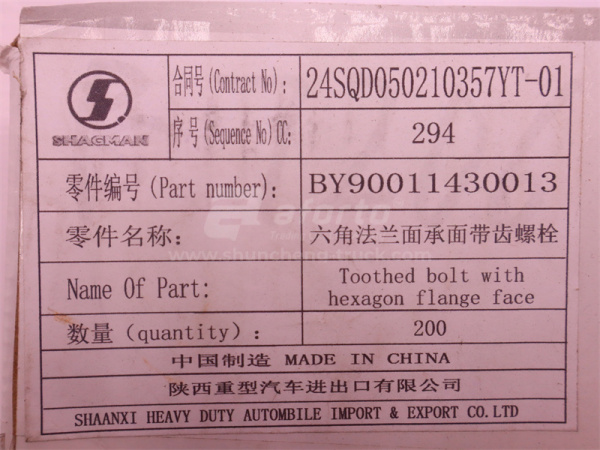 合同号(Contract No): 24SQD050210357YT-01
SHACMAN
序 号(Sequence No)CC: 294
零件编号(Part number): BY90011430013
aforto
零件名称: 六角法兰面承面带齿螺栓
www.shuncheng-truck.com
Name Of Part: Toothed bolt with
hexagon flange face
数量(quantity): 200
中国制造 MADE IN CHINA
陕西重型汽车进出口有限公司
SHAANXI HEAVY DUTY AUTOMBILE IMPORT & EXPORT CO.LTD